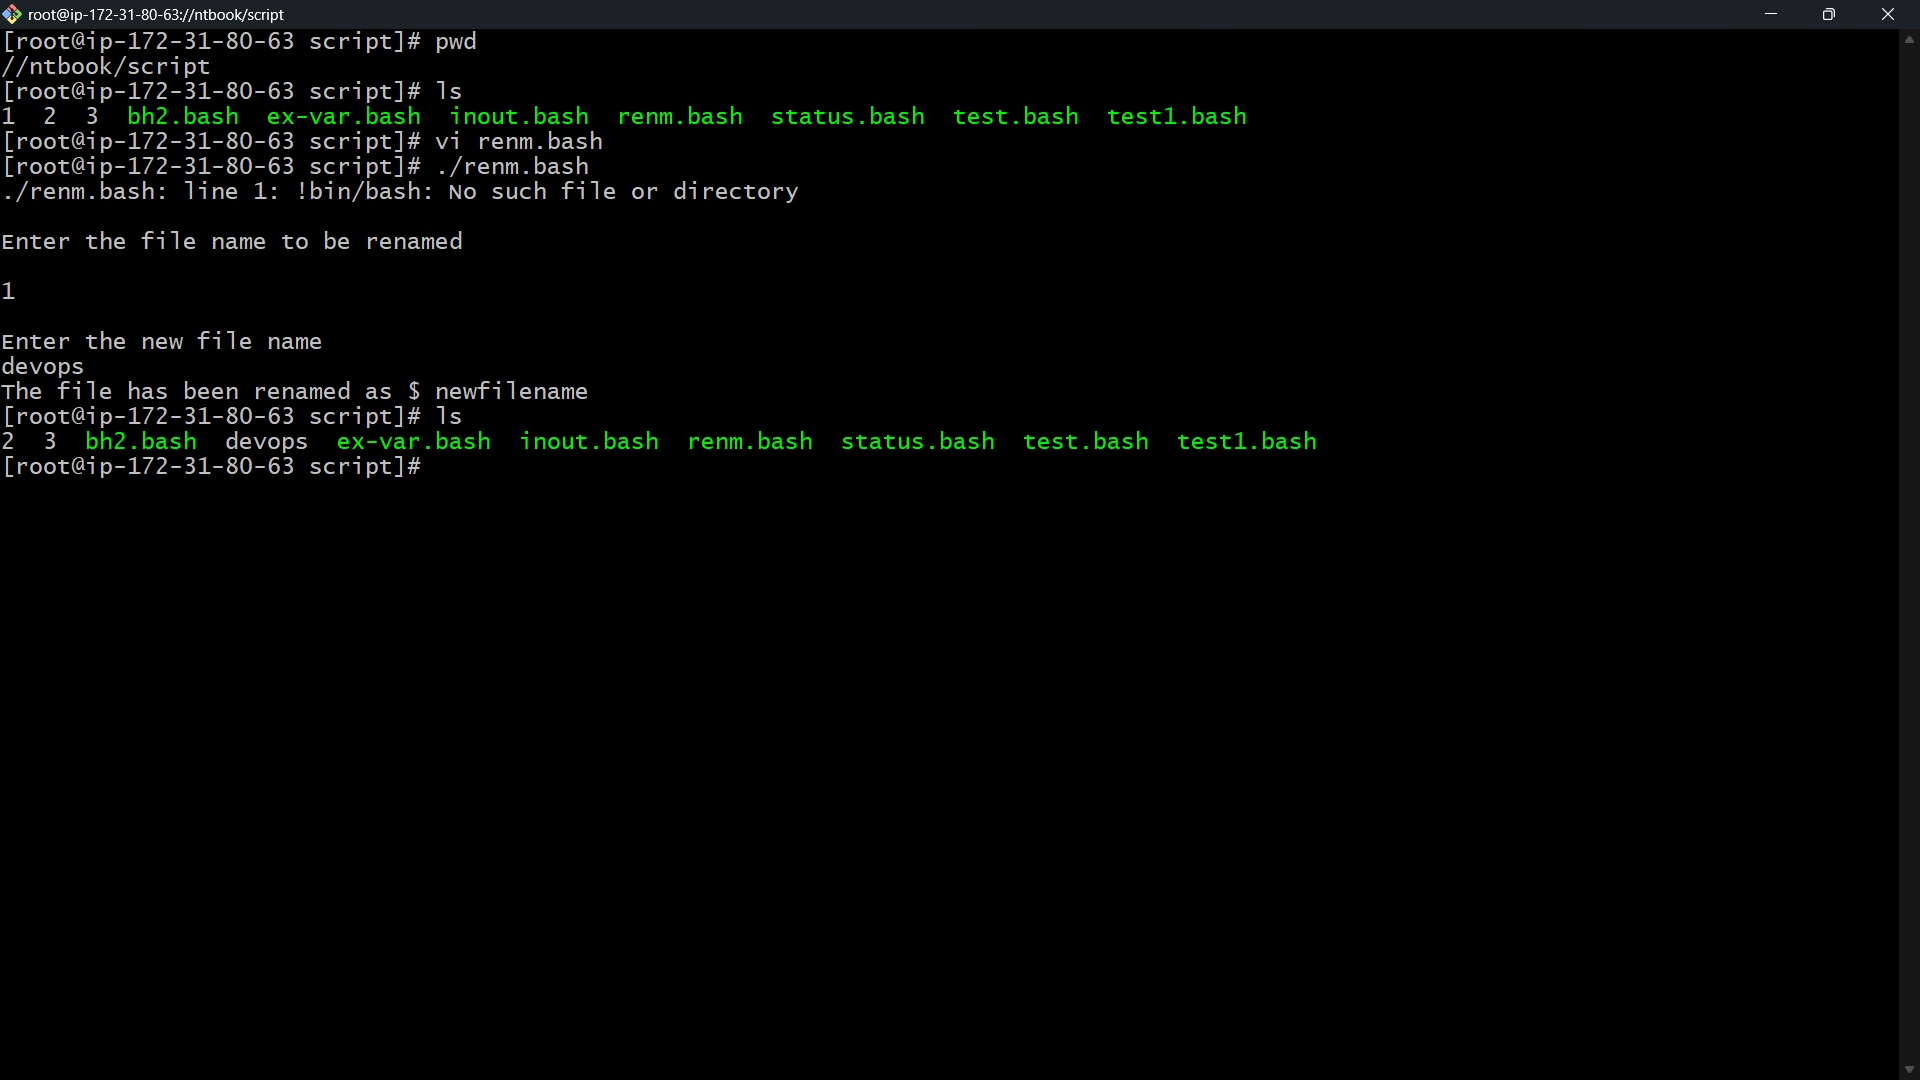 root@ip-172-31-80-63://ntbook/script
[root@ip-172-31-80-63 script]# pwd
//ntbook/script
[root@ip-172-31-80-63 script]# ls
1  2  3  bh2.bash  ex-var.bash  inout.bash  renm.bash  status.bash  test.bash  test1.bash
[root@ip-172-31-80-63 script]# vi renm.bash
[root@ip-172-31-80-63 script]# ./renm.bash
./renm.bash: line 1: !bin/bash: No such file or directory
Enter the file name to be renamed
1
Enter the new file name
devops
The file has been renamed as $ newfilename
[root@ip-172-31-80-63 script]# ls
2  3  bh2.bash  devops  ex-var.bash  inout.bash  renm.bash  status.bash  test.bash  test1.bash
[root@ip-172-31-80-63 script]#